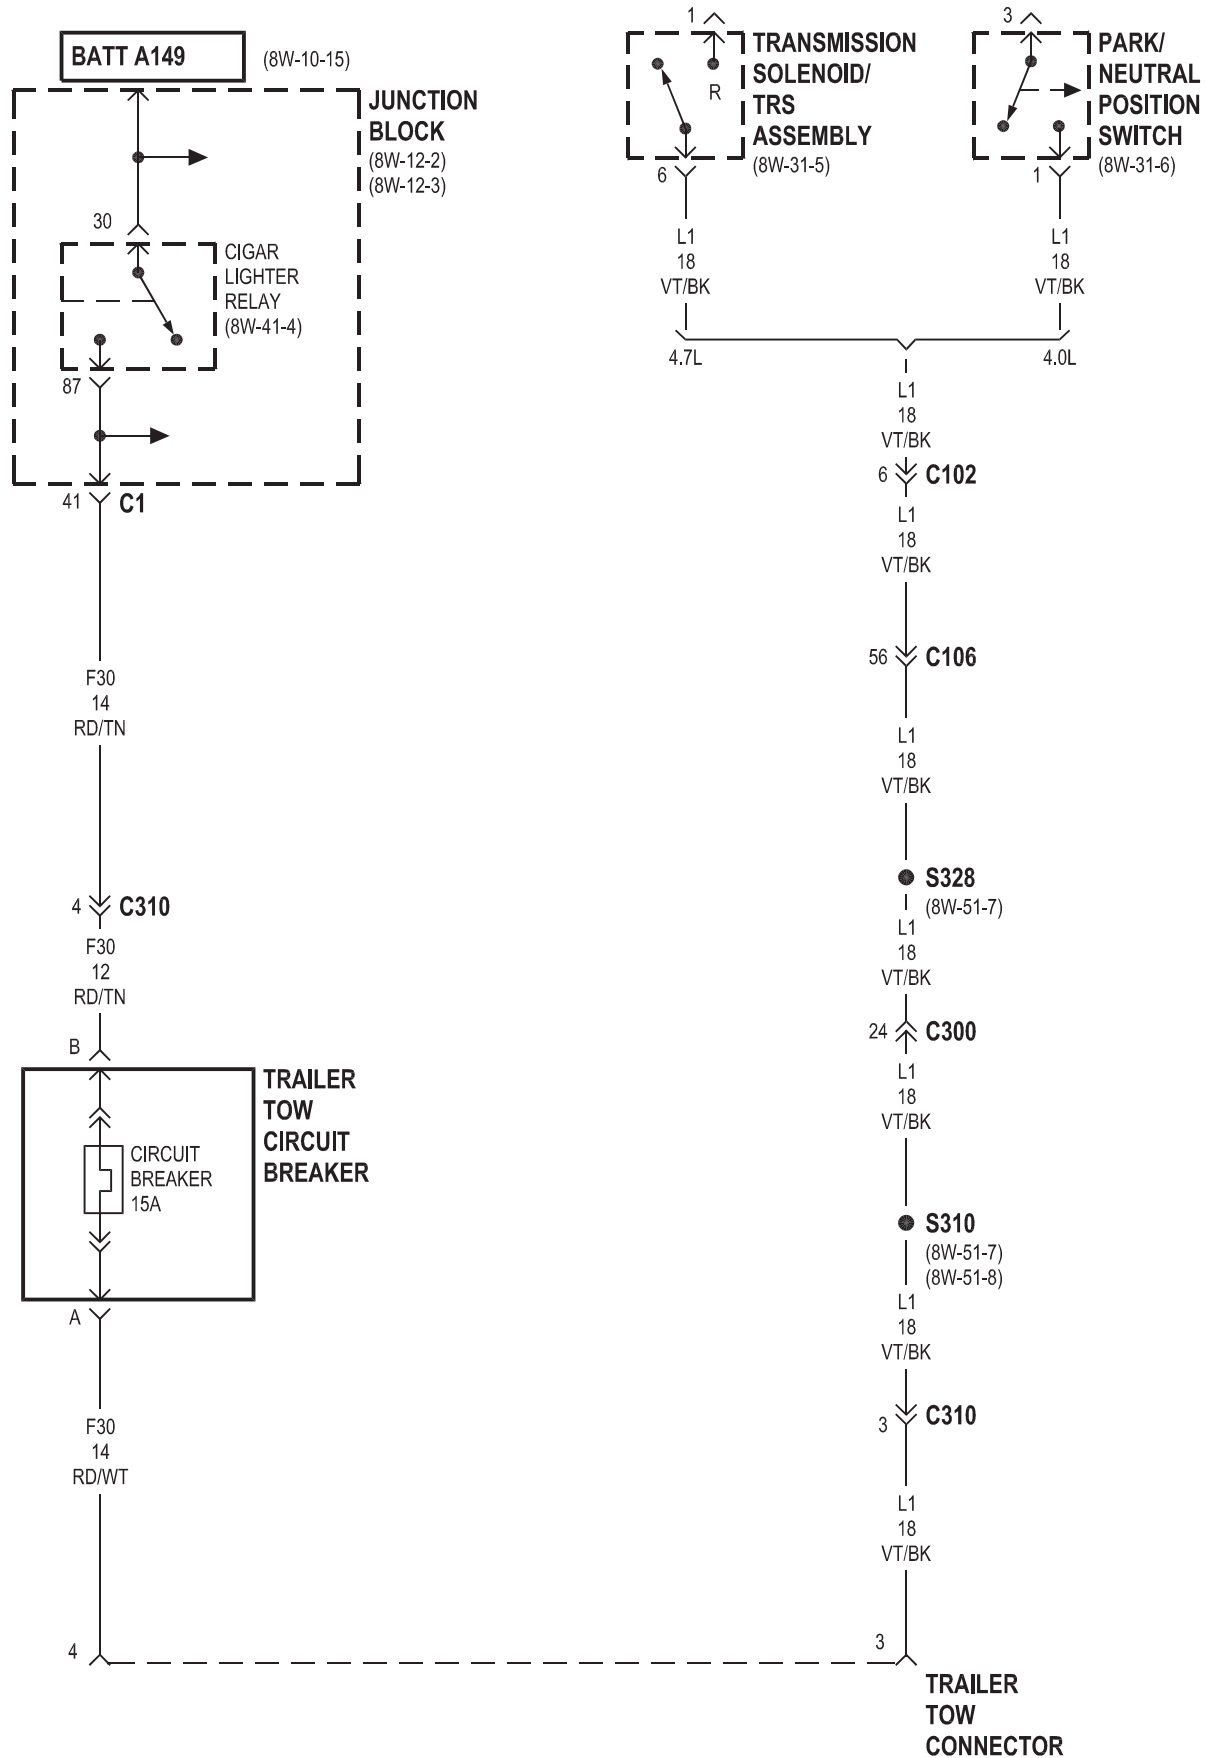 BATT A149
(8W-10-15)
JUNCTION
BLOCK
(8W-12-2)
(8W-12-3)
30
CIGAR
LIGHTER
RELAY
(8W-41-4)
87
41
C1
F30
14
RD/TN
4
C310
F30
12
RD/TN
B
TRAILER
TOW
CIRCUIT
BREAKER
CIRCUIT
BREAKER
15A
A
F30
14
RD/WT
4
1
TRANSMISSION
SOLENOID/
TRS
ASSEMBLY
(8W-31-5)
R
6
L1
18
VT/BK
4.7L
3
PARK/
NEUTRAL
POSITION
SWITCH
(8W-31-6)
1
L1
18
VT/BK
4.0L
L1
18
VT/BK
6
C102
L1
18
VT/BK
56
C106
L1
18
VT/BK
S328
(8W-51-7)
L1
18
VT/BK
24
C300
L1
18
VT/BK
S310
(8W-51-7)
(8W-51-8)
L1
18
VT/BK
3
C310
L1
18
VT/BK
3
TRAILER
TOW
CONNECTOR